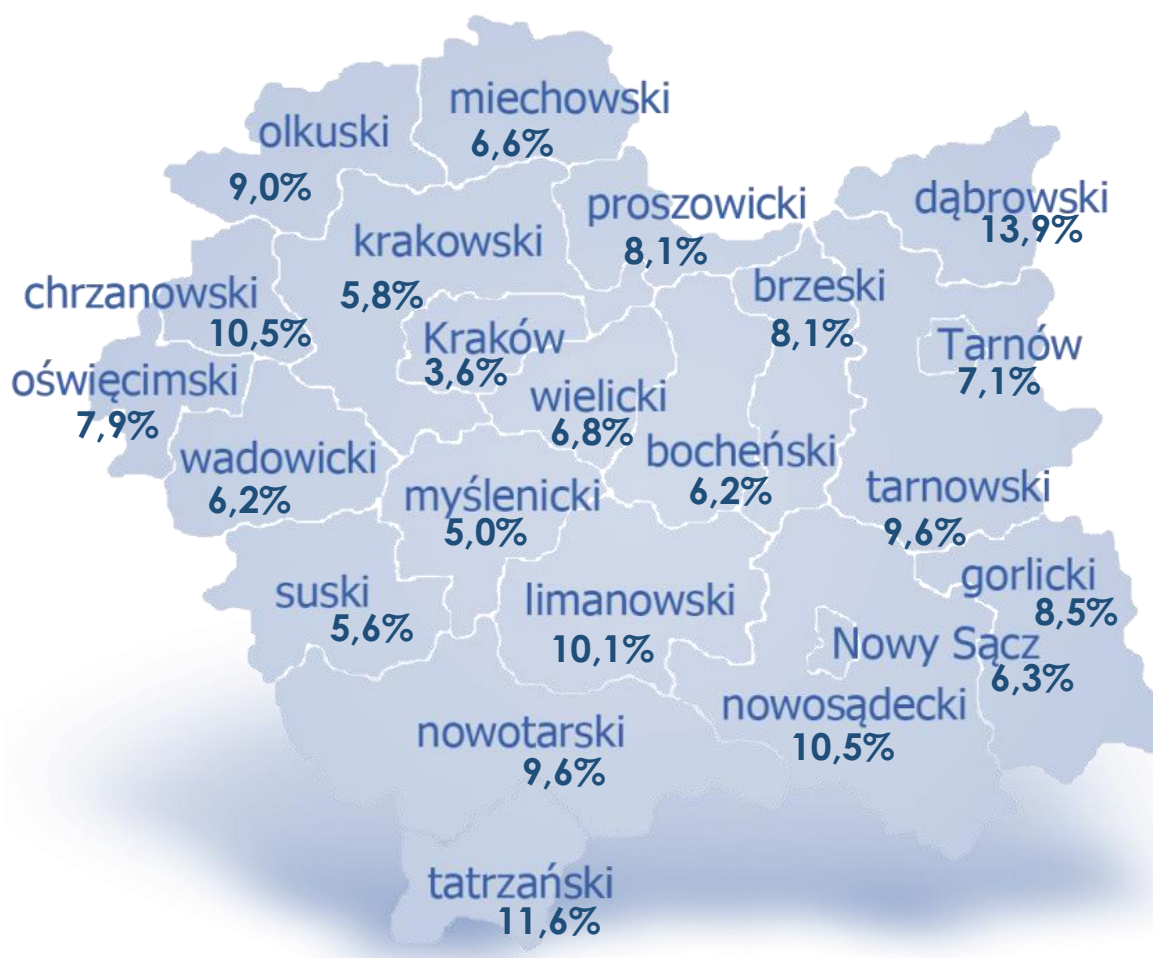 miechowski
6,6%
olkuski
9,0%
proszowicki
8,1%
dąbrowski
13,9%
krakowski
5,8%
chrzanowski
10,5%
Kraków
3,6%
brzeski
8,1%
Tarnów
7,1%
oświęcimski
7,9%
wielicki
6,8%
wadowicki
6,2%
bocheński
6,2%
myślenicki
5,0%
tarnowski
9,6%
suski
5,6%
limanowski
10,1%
gorlicki
8,5%
Nowy Sącz
6,3%
nowosądecki
10,5%
nowotarski
9,6%
tatrzański
11,6%